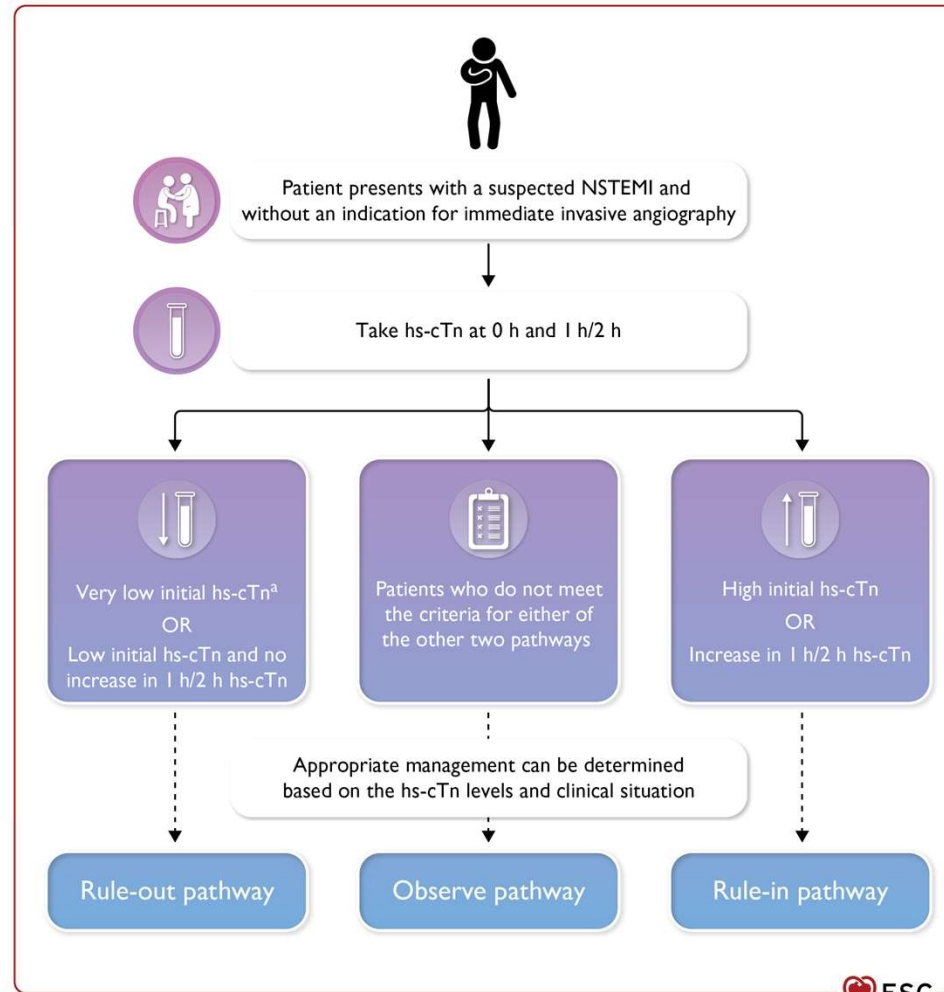 Patient presents with a suspected NSTEMI and
without an indication for immediate invasive angiography
Take hs-cTn at 0 h and 1 h/2 h
Very low initial hs-cTnᵃ
OR
Low initial hs-cTn and no
increase in 1 h/2 h hs-cTn
Patients who do not meet
the criteria for either of
the other two pathways
High initial hs-cTn
OR
Increase in 1 h/2 h hs-cTn
Appropriate management can be determined
based on the hs-cTn levels and clinical situation
Rule-out pathway
Observe pathway
Rule-in pathway
ESC